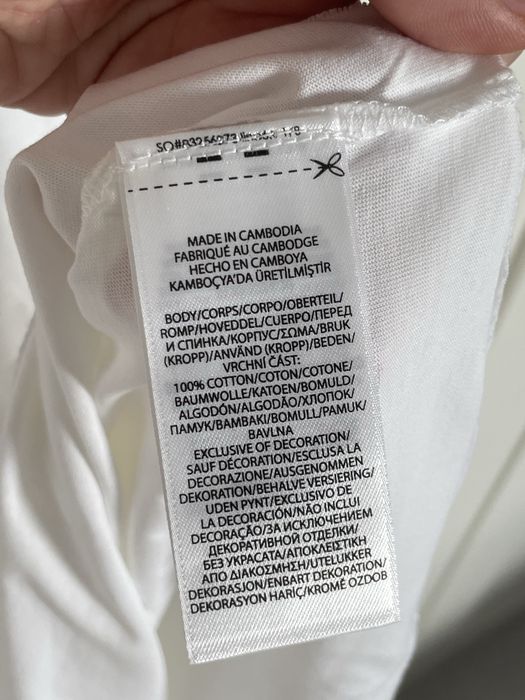 MADE IN CAMBODIA
FABRIQUÉ AU CAMBODGE
HECHO EN CAMBOYA
KAMBOÇYA'DA ÜRETİLMİŞTİR
BODY/CORPS/CORPO/OBERTEIL/
ROMP/HOVEDDEL/CUERPO/ПЕРЕД
И СПИНКА/КОРПУС/ΣΩΜΑ/BRUK
(KROPP)/ANVÄND (KROPP)/BEDEN/
VRCHNÍ ČÁST:
100% COTTON/COTON/COTONE/
BAUMWOLLE/KATOEN/BOMULD/
ALGODÓN/ALGODÃO/ХЛОПОК/
ПАМУК/ΒΑΜΒΑΚΙ/BOMULL/PAMUK/
BAVLNA
EXCLUSIVE OF DECORATION/
SAUF DÉCORATION/ESCLUSA LA
DECORAZIONE/AUSGENOMMEN
DEKORATION/BEHALVE VERSIERING/
UDEN PYNT/EXCLUSIVO DE
LA DECORACIÓN/NÃO INCLUI
DECORAÇÃO/ЗА ИСКЛЮЧЕНИЕМ
ДЕКОРАТИВНОЙ ОТДЕЛКИ/
БЕЗ УКРАСАТА/ΑΠΟΚΛΕΙΣΤΙΚΗ
ΑΠΟ ΔΙΑΚΟΣΜΗΣΗ/UTELUKKER
DEKORASJON/ENBART DEKORATION/
DEKORASYON HARİÇ/KROMĚ OZDOB